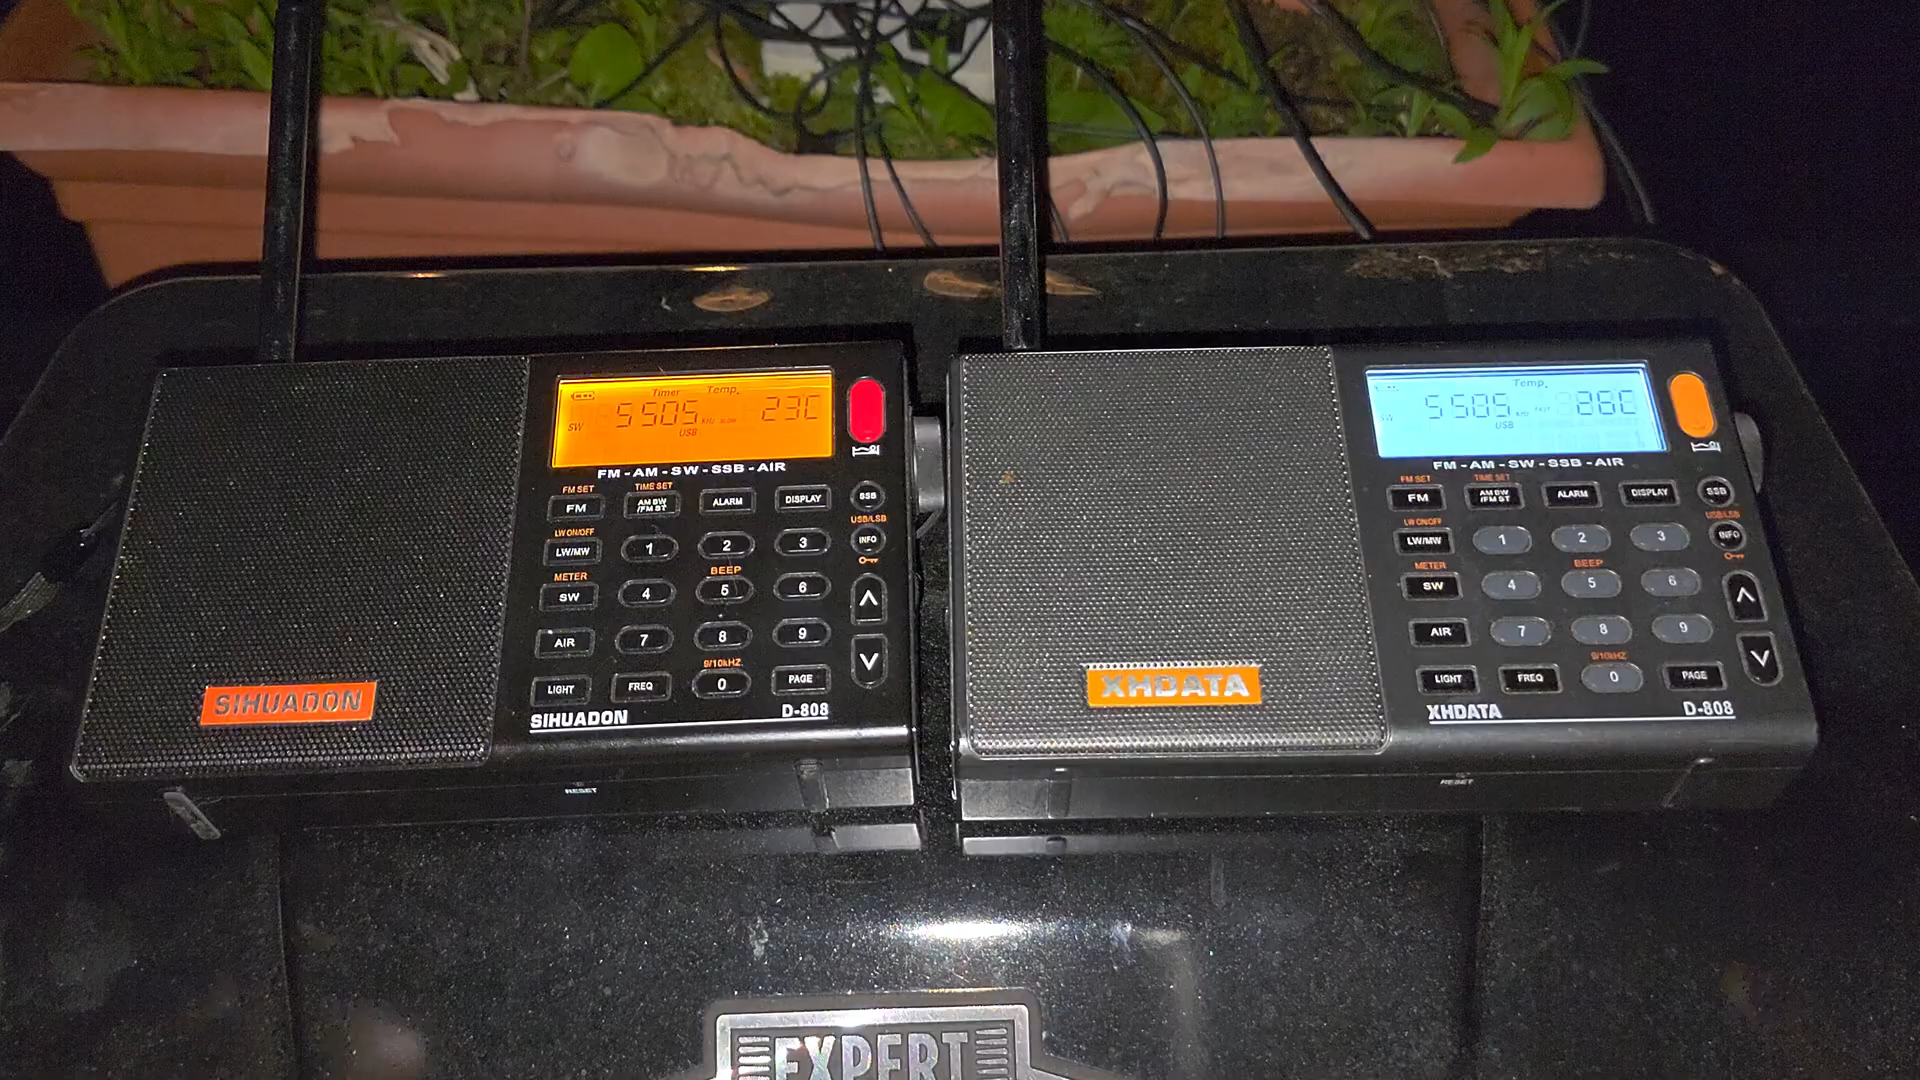 Timer Temp.
SW 5505 KHz SLOW 23C
USB
FM - AM - SW - SSB - AIR
FM SET TIME SET
FM AM BW /FM ST ALARM DISPLAY SSB
LW ON/OFF USB/LSB
LW/MW 1 2 3 INFO
METER BEEP
SW 4 5 6
AIR 7 8 9
9/10kHZ
LIGHT FREQ 0 PAGE
SIHUADON
SIHUADON D-808
RESET
Temp.
SW KHz FAST
USB
FM - AM - SW - SSB - AIR
FM SET TIME SET
FM AM BW /FM ST ALARM DISPLAY SSB
LW ON/OFF USB/LSB
LW/MW 1 2 3 INFO
METER BEEP
SW 4 5 6
AIR 7 8 9
9/10kHZ
LIGHT FREQ 0 PAGE
XHDATA
XHDATA D-808
RESET
EXPERT